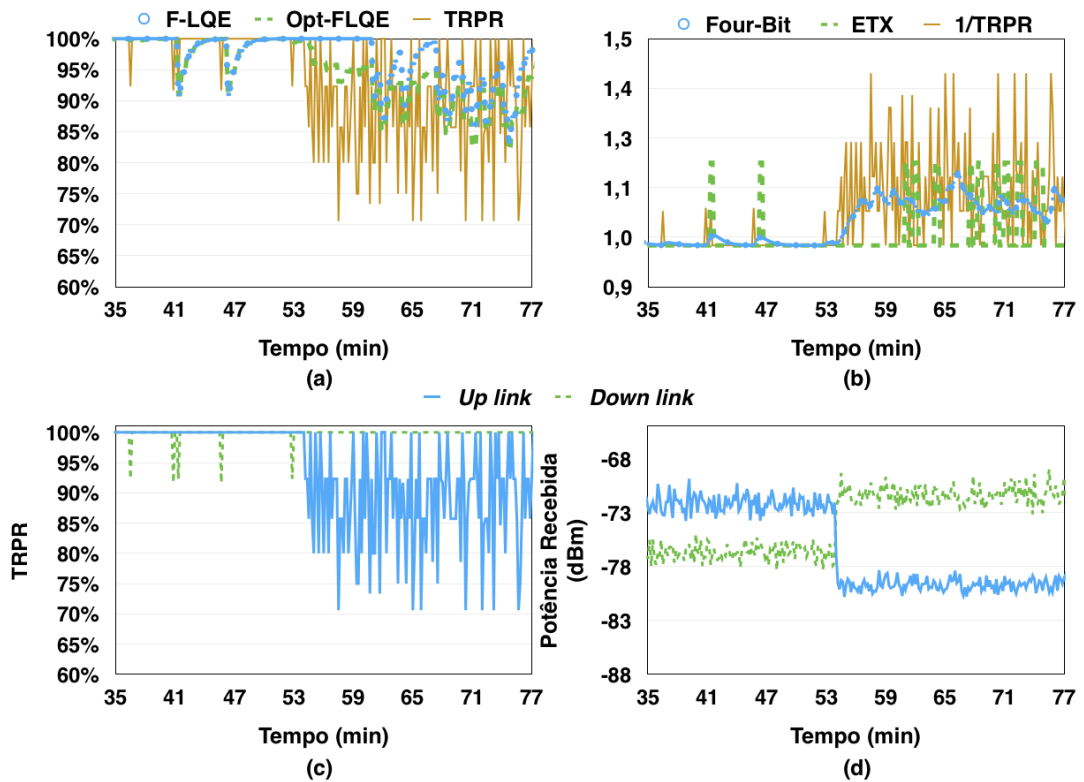 F-LQE Opt-FLQE TRPR
100%
95%
90%
85%
80%
75%
70%
65%
60%
35 41 47 53 59 65 71 77
Tempo (min)
(a)
Four-Bit ETX 1/TRPR
1,5
1,4
1,3
1,1
1,0
0,9
35 41 47 53 59 65 71 77
Tempo (min)
(b)
Up link Down link
TRPR
100%
95%
90%
85%
80%
75%
70%
65%
60%
35 41 47 53 59 65 71 77
Tempo (min)
(c)
Potência Recebida
(dBm)
-68
-73
-78
-83
-88
35 41 47 53 59 65 71 77
Tempo (min)
(d)